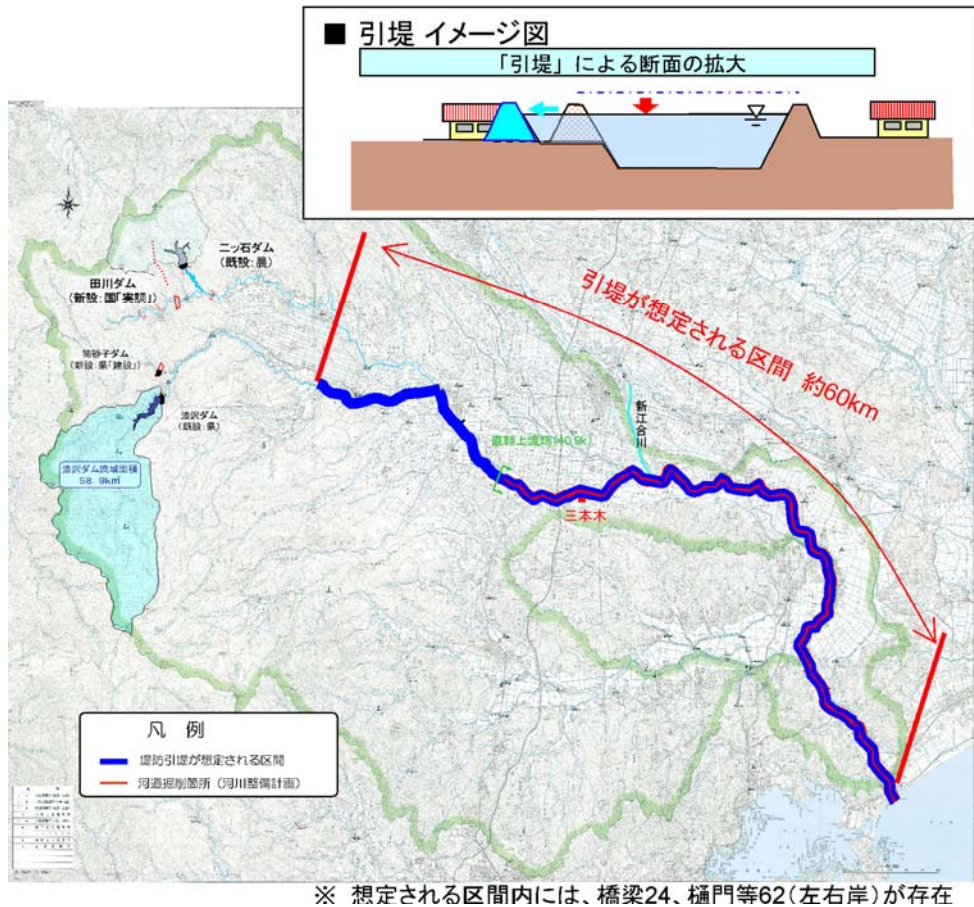 ■ 引堤 イメージ図
「引堤」による断面の拡大
二ツ石ダム
(既設:農)
田川ダム
(新設:国「実調」)
筒砂子ダム
(新設:県「建設」)
漆沢ダム
(既設:県)
漆沢ダム流域面積
58.9k㎡
引堤が想定される区間 約60km
新江合川
三本木
凡 例
堤防引堤が想定される区間
河道掘削箇所(河川整備計画)
※ 想定される区間内には、橋梁24、樋門等62(左右岸)が存在